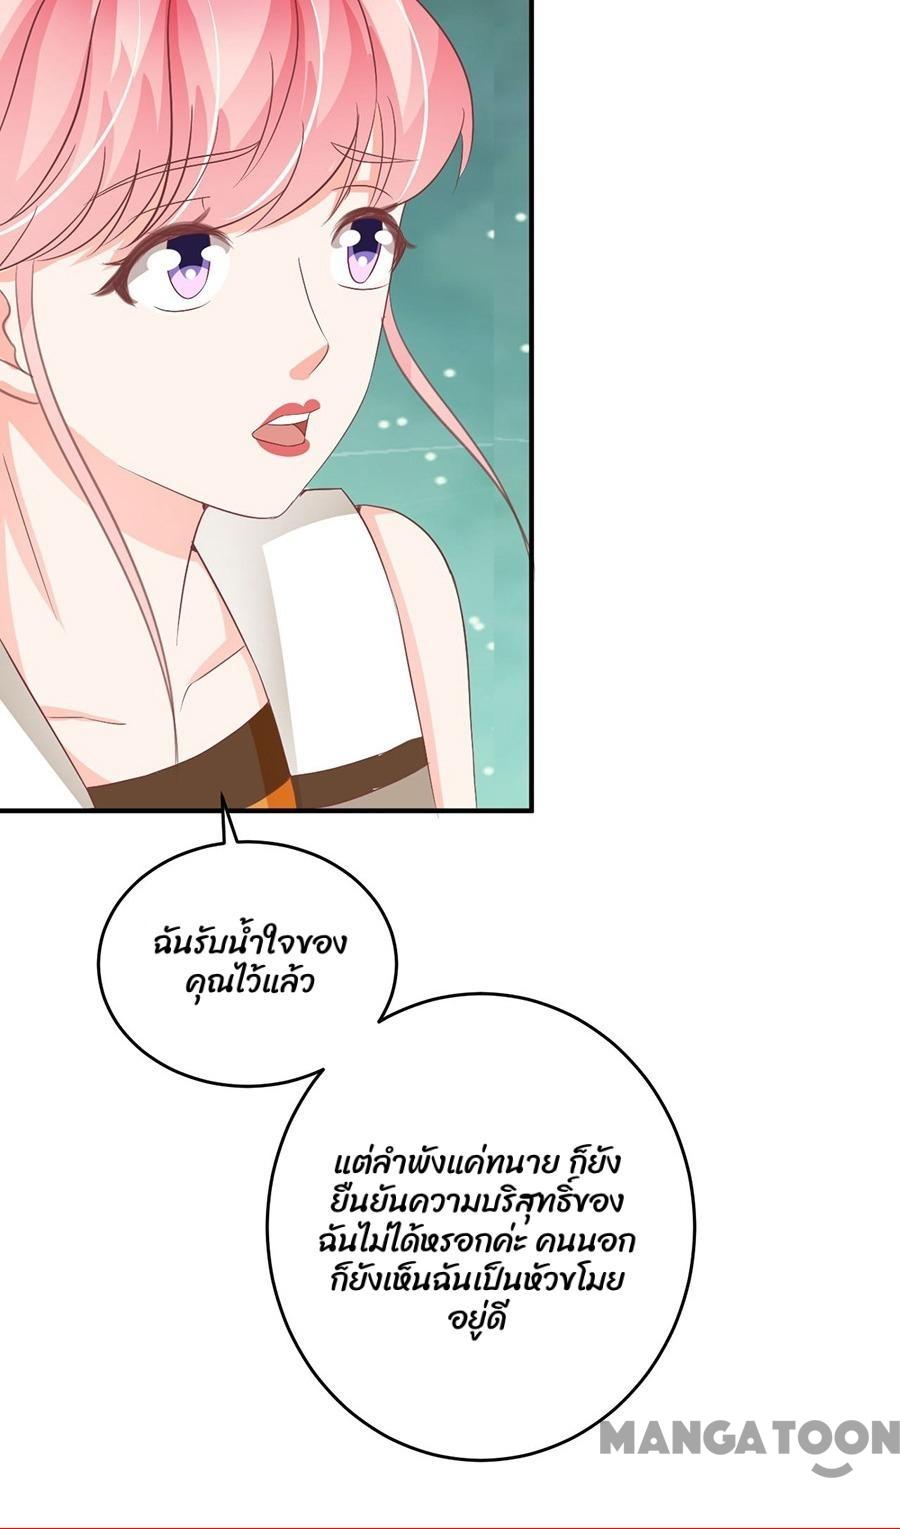 ฉันรับน้ำใจของ
คุณไว้แล้ว
แต่ลำพังแค่ทนาย ก็ยัง
ยืนยันความบริสุทธิ์ของ
ฉันไม่ได้หรอกค่ะ คนนอก
ก็ยังเห็นฉันเป็นหัวขโมย
อยู่ดี
MANGATOON